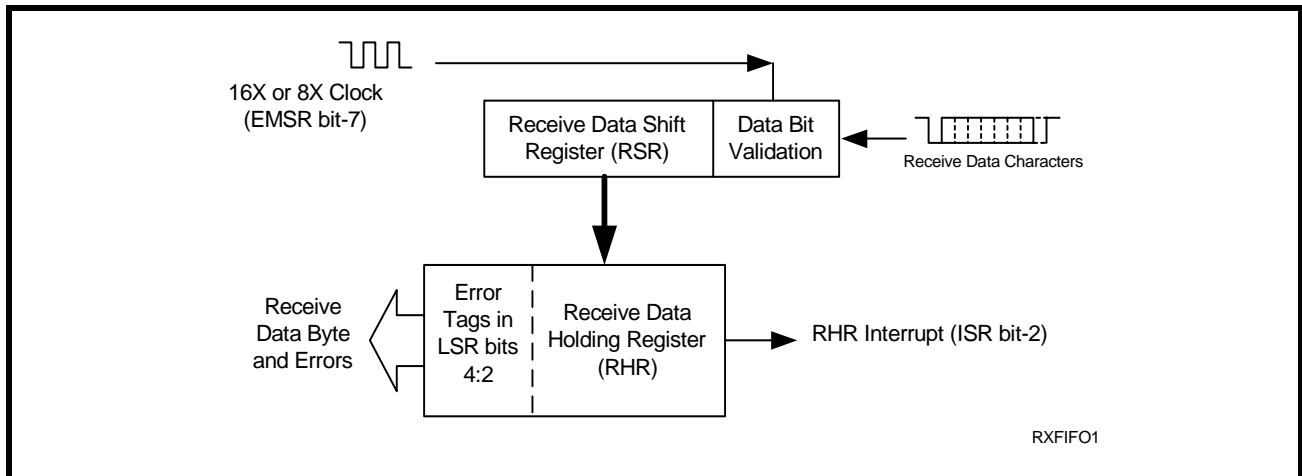 16X or 8X Clock
(EMSR bit-7)
Receive Data Shift
Register (RSR)
Data Bit
Validation
Receive Data Characters
Receive
Data Byte
and Errors
Error
Tags in
LSR bits
4:2
Receive Data
Holding Register
(RHR)
RHR Interrupt (ISR bit-2)
RXFIFO1